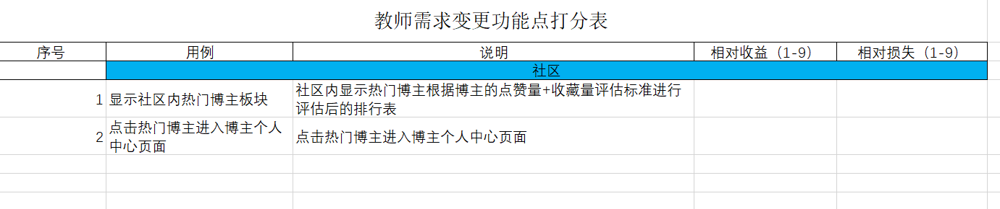 教师需求变更功能点打分表
序号 用例 说明 相对收益（1-9） 相对损失（1-9）
社区
1 显示社区内热门博主板块 社区内显示热门博主根据博主的点赞量+收藏量评估标准进行
评估后的排行表
2 点击热门博主进入博主个人
中心页面 点击热门博主进入博主个人中心页面